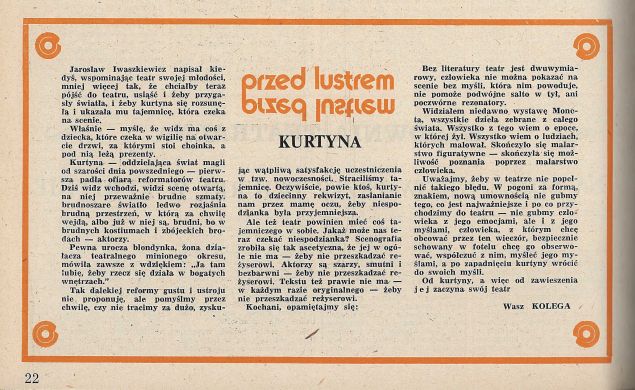 przed lustrem
KURTYNA
Jarosław Iwaszkiewicz napisał kie-
dyś, wspominając teatr swojej młodości,
mniej więcej tak, że chciałby teraz
pójść do teatru, usiąść i żeby przyga-
sły światła, i żeby kurtyna się rozsunę-
ła i ukazała mu tajemnicę, która czeka
na scenie.
Właśnie — myślę, że widz ma coś z
dziecka, które czeka w wigilię na otwar-
cie drzwi, za którymi stoi choinka, a
pod nią leżą prezenty.
Kurtyna — oddzielająca świat magii
od szarości dnia powszedniego — pierw-
sza padła ofiarą reformatorów teatru.
Dziś widz wchodzi, widzi scenę otwartą,
na niej przeważnie brudne szmaty,
brudnoszare światło ledwo rozjaśnia
brudną przestrzeń, w którą za chwilę
wejdą, albo już w niej są, brudni, bo w
brudnych kostiumach i zbójeckich bro-
dach — aktorzy.
Pewna urocza blondynka, żona dzia-
łacza teatralnego minionego okresu,
mówiła zawsze z wdziękiem: „Ja tam
lubię, żeby rzecz się działa w bogatych
wnętrzach."
Tak dalekiej reformy gustu i ustroju
nie proponuję, ale pomyślmy przez
chwilę, czy nie tracimy za dużo, zysku-
jąc wątpliwą satysfakcję uczestniczenia
w tzw. nowoczesności. Straciliśmy ta-
jemnicę. Oczywiście, powie ktoś, kurty-
na to dziecinny rekwizyt, zasłanianie
nam przez mamę oczu, żeby niespo-
dzianka była przyjemniejsza.
Ale też teatr powinien mieć coś ta-
jemniczego w sobie. Jakaż może nas te-
raz czekać niespodzianka? Scenografia
zrobiła się tak ascetyczna, że jej w ogó-
le nie ma — żeby nie przeszkadzać re-
żyserowi. Aktorzy są szarzy, smutni i
bezbarwni — żeby nie przeszkadzać re-
żyserowi. Tekstu też prawie nie ma —
w każdym razie oryginalnego — żeby
nie przeszkadzać reżyserowi.
Kochani, opamiętajmy się:
Bez literatury teatr jest dwuwymia-
rowy, człowieka nie można pokazać na
scenie bez myśli, która nim powoduje,
nie pomoże podwójne salto w tył, ani
poczwórne rezonatory.
Widziałem niedawno wystawę Mone-
ta, wszystkie dzieła zebrane z całego
świata. Wszystko z tego wiem o epoce,
w której żył. Wszystko wiem o ludziach,
których malował. Skończyło się malar-
stwo figuratywne — skończyła się moż-
liwość poznania poprzez malarstwo
człowieka.
Uważajmy, żeby w teatrze nie popeł-
nić takiego błędu. W pogoni za formą,
znakiem, nową umownością nie gubmy
tego, co jest najważniejsze i po co przy-
chodzimy do teatru — nie gubmy czło-
wieka z jego emocjami, ale i z jego
myślami, człowieka, z którym chcę
obcować przez ten wieczór, bezpiecznie
schowany w fotelu chcę go obserwo-
wać, współczuć z nim, myśleć jego my-
ślami, a po zapadnięciu kurtyny wrócić
do swoich myśli.
Od kurtyny, a więc od zawieszenia
jej zaczyna swój teatr
Wasz KOLEGA
22